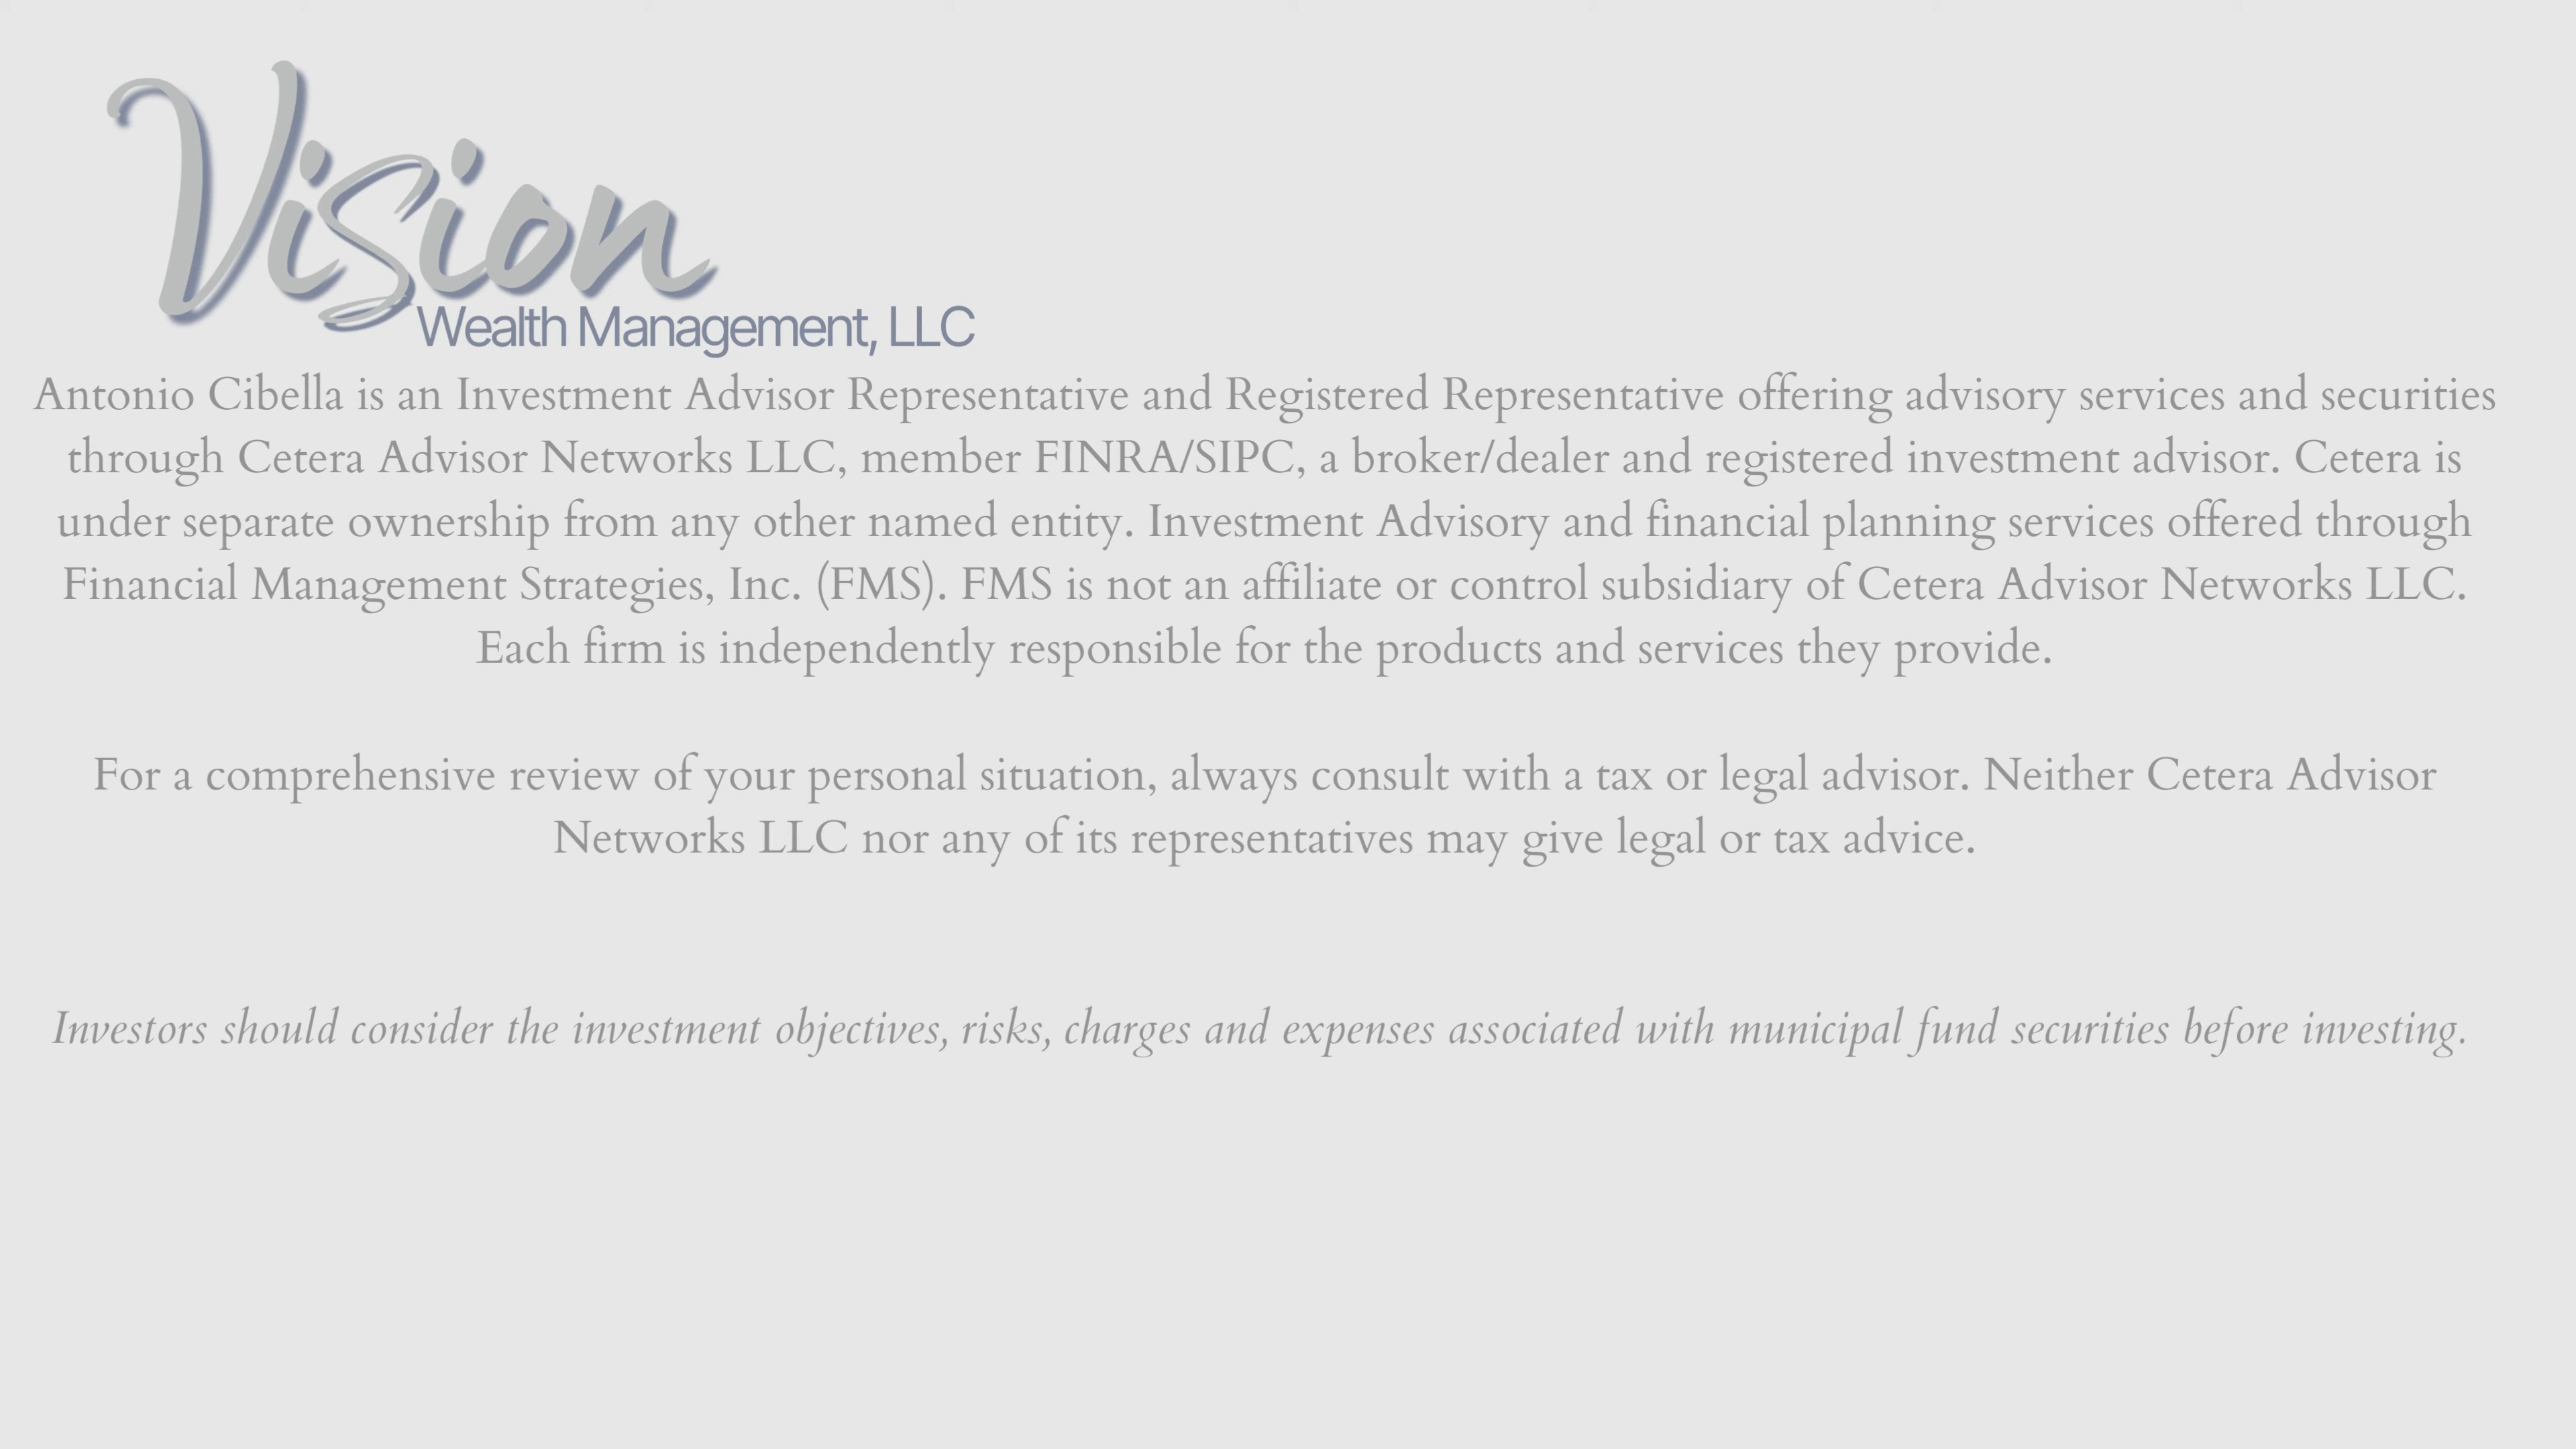 Vision
Wealth Management, LLC
Antonio Cibella is an Investment Advisor Representative and Registered Representative offering advisory services and securities
through Cetera Advisor Networks LLC, member FINRA/SIPC, a broker/dealer and registered investment advisor. Cetera is
under separate ownership from any other named entity. Investment Advisory and financial planning services offered through
Financial Management Strategies, Inc. (FMS). FMS is not an affiliate or control subsidiary of Cetera Advisor Networks LLC.
Each firm is independently responsible for the products and services they provide.
For a comprehensive review of your personal situation, always consult with a tax or legal advisor. Neither Cetera Advisor
Networks LLC nor any of its representatives may give legal or tax advice.
Investors should consider the investment objectives, risks, charges and expenses associated with municipal fund securities before investing.